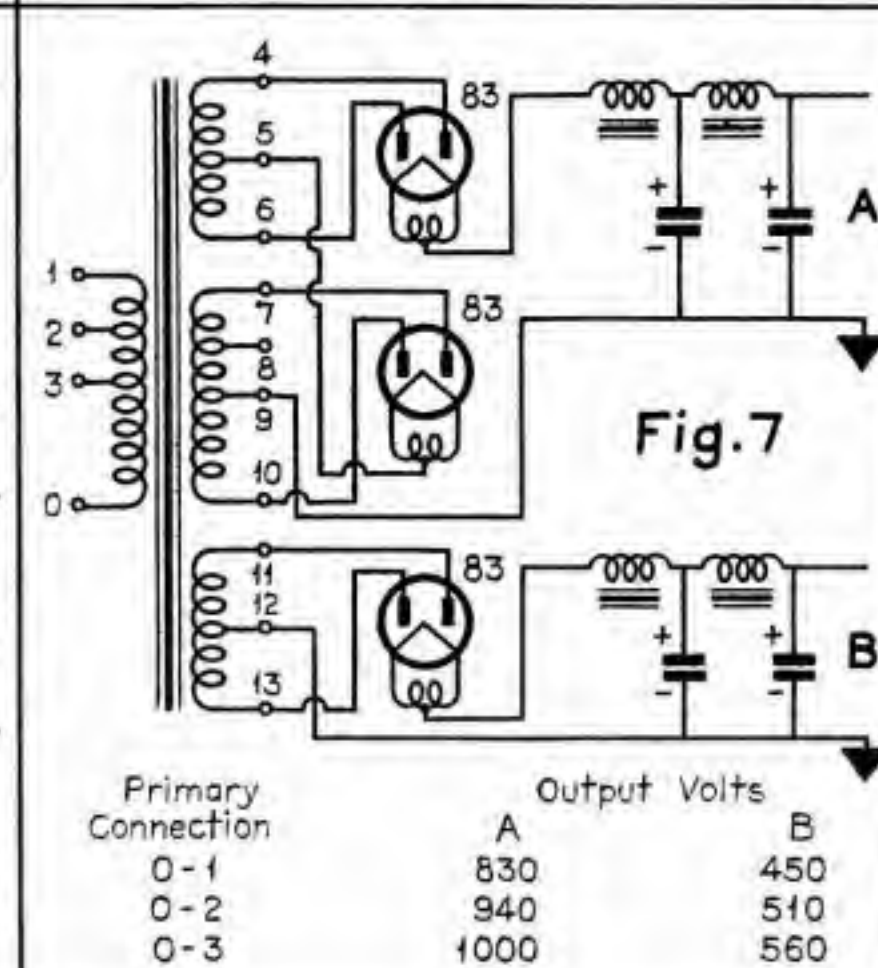 4
83
5
6
+
+
A
-
-
1
2
3
0
7
83
8
9
10
Fig. 7
11
83
12
13
+
+
B
-
-
Primary Connection
Output Volts
A B
0-1 830 450
0-2 940 510
0-3 1000 560